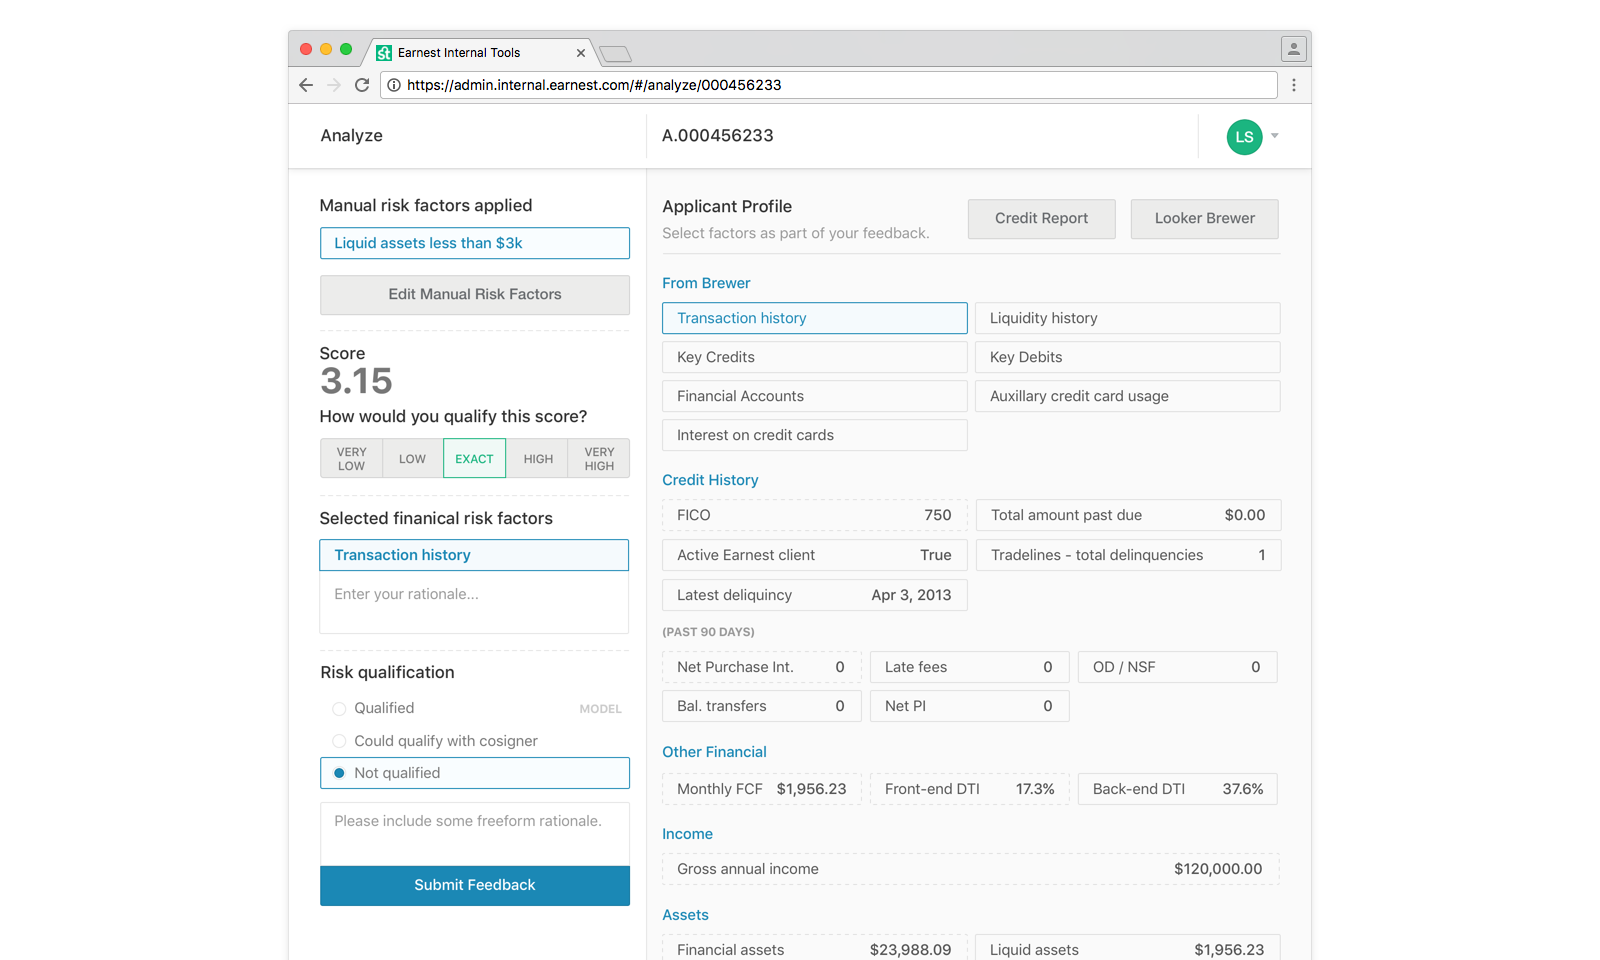 Earnest Internal Tools
https://admin.internal.earnest.com/#/analyze/000456233
Analyze
A.000456233
LS
Manual risk factors applied
Liquid assets less than $3k
Edit Manual Risk Factors
Score
3.15
How would you qualify this score?
VERY LOW
LOW
EXACT
HIGH
VERY HIGH
Selected finanical risk factors
Transaction history
Enter your rationale...
Risk qualification
Qualified MODEL
Could qualify with cosigner
Not qualified
Please include some freeform rationale.
Submit Feedback
Applicant Profile
Select factors as part of your feedback.
Credit Report
Looker Brewer
From Brewer
Transaction history
Liquidity history
Key Credits
Key Debits
Financial Accounts
Auxillary credit card usage
Interest on credit cards
Credit History
FICO 750
Total amount past due $0.00
Active Earnest client True
Tradelines - total delinquencies 1
Latest deliquincy Apr 3, 2013
(PAST 90 DAYS)
Net Purchase Int. 0
Late fees 0
OD / NSF 0
Bal. transfers 0
Net PI 0
Other Financial
Monthly FCF $1,956.23
Front-end DTI 17.3%
Back-end DTI 37.6%
Income
Gross annual income $120,000.00
Assets
Financial assets $23,988.09
Liquid assets $1,956.23